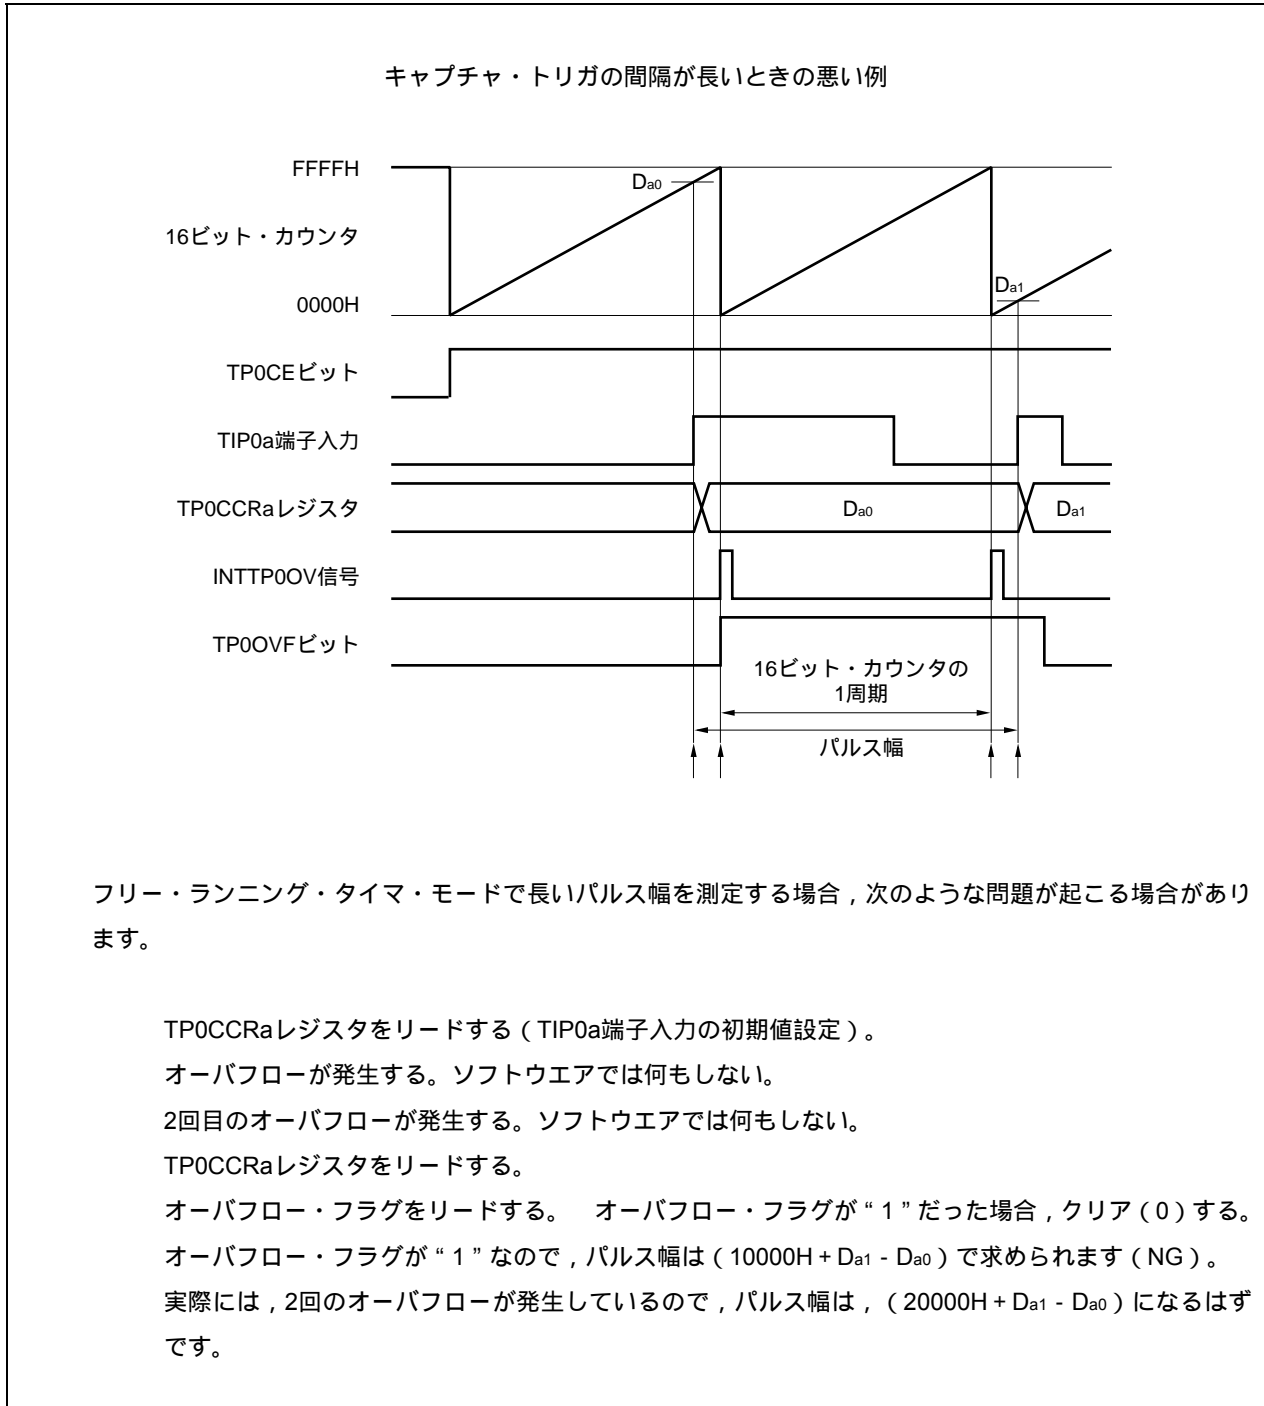 キャプチャ・トリガの間隔が長いときの悪い例
FFFFH
Da0
16ビット・カウンタ
Da1
0000H
TP0CEビット
TIP0a端子入力
TP0CCRaレジスタ
Da0
Da1
INTTP0OV信号
TP0OVFビット
16ビット・カウンタの
1周期
パルス幅
フリー・ランニング・タイマ・モードで長いパルス幅を測定する場合，次のような問題が起こる場合があり
ます。
TP0CCRaレジスタをリードする（TIP0a端子入力の初期値設定）。
オーバフローが発生する。ソフトウエアでは何もしない。
2回目のオーバフローが発生する。ソフトウエアでは何もしない。
TP0CCRaレジスタをリードする。
オーバフロー・フラグをリードする。　オーバフロー・フラグが“1”だった場合，クリア（0）する。
オーバフロー・フラグが“1”なので，パルス幅は（10000H + Da1 - Da0）で求められます（NG）。
実際には，2回のオーバフローが発生しているので，パルス幅は，（20000H + Da1 - Da0）になるはず
です。